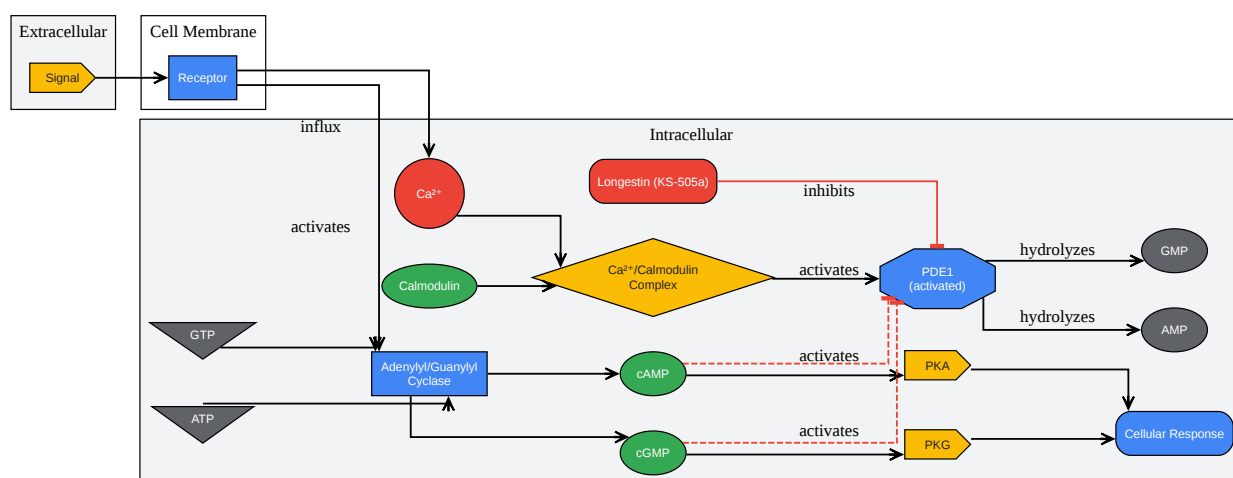 Extracellular
Cell Membrane
Signal
Receptor
influx
Intracellular
Ca²⁺
Longestin (KS-505a)
inhibits
activates
Calmodulin
Ca²⁺/Calmodulin
Complex
activates
PDE1
(activated)
hydrolyzes
GMP
hydrolyzes
AMP
GTP
Adenylyl/Guanylyl
Cyclase
cAMP
activates
PKA
ATP
cGMP
activates
PKG
Cellular Response